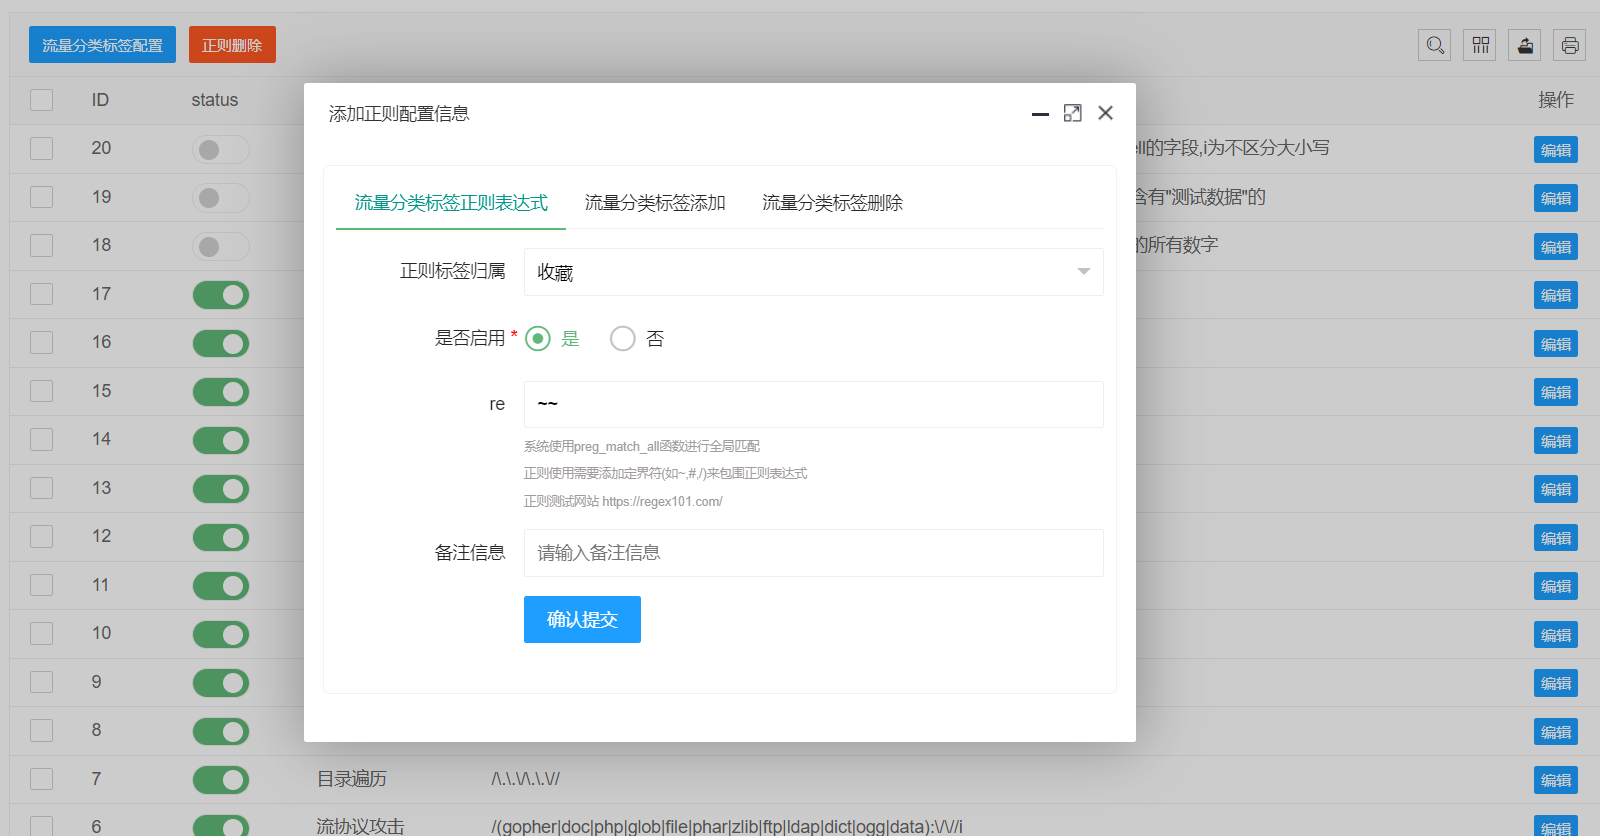 流量分类标签配置 正则删除
ID status 操作
20 ell的字段,i为不区分大小写 编辑
19 含有"测试数据"的 编辑
18 的所有数字 编辑
17 编辑
16 编辑
15 编辑
14 编辑
13 编辑
12 编辑
11 编辑
10 编辑
9 编辑
8 编辑
7 目录遍历 /\.\.\/\.\.\// 编辑
6 流协议攻击 /(gopher|doc|php|glob|file|phar|zlib|ftp|ldap|dict|ogg|data):\/\//i 编辑
添加正则配置信息
流量分类标签正则表达式 流量分类标签添加 流量分类标签删除
正则标签归属 收藏
是否启用 * 是 否
re ~~
系统使用preg_match_all函数进行全局匹配
正则使用需要添加定界符(如~,#,/)来包围正则表达式
正则测试网站 https://regex101.com/
备注信息 请输入备注信息
确认提交